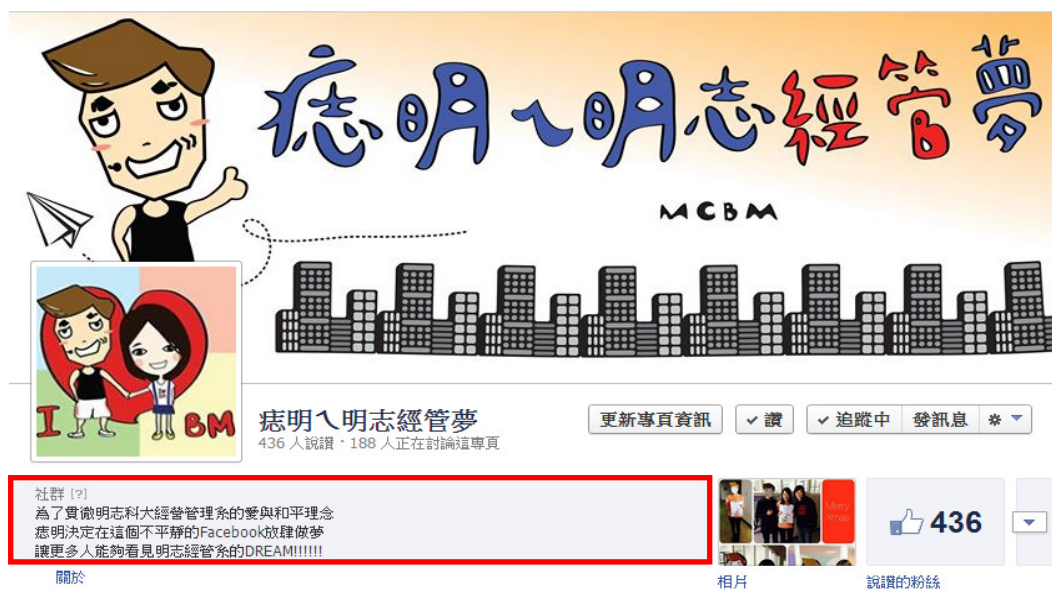 痣明ㄟ明志經管夢
MCBM
I BM
痣明ㄟ明志經管夢
436 人說讚 · 188 人正在討論這專頁
更新專頁資訊 讚 追蹤中 發訊息
社群 [?]
為了貫徹明志科大經營管理系的愛與和平理念
痣明決定在這個不平靜的Facebook放肆做夢
讓更多人能夠看見明志經管系的DREAM!!!!!!
關於
Merry
Xmas
相片
436
說讚的粉絲